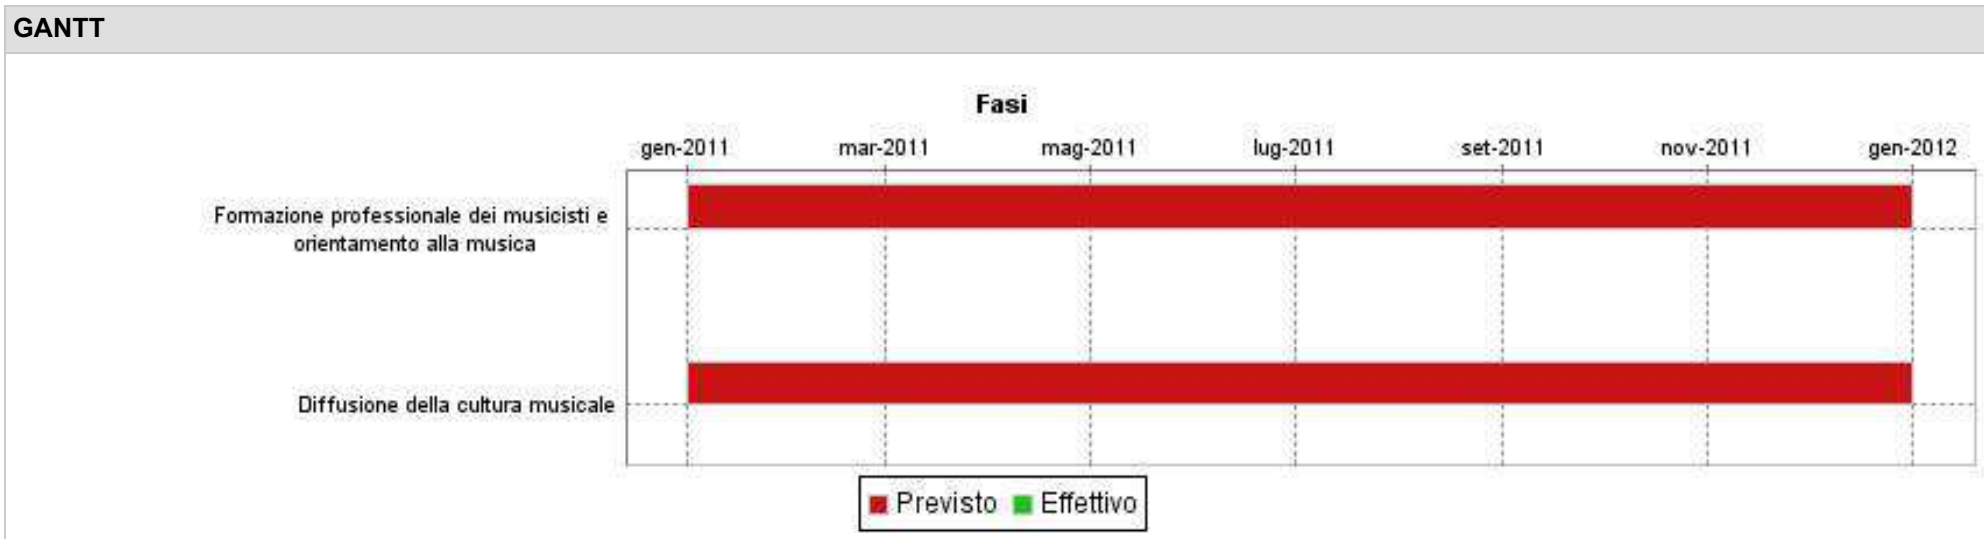 GANTT
Fasi
gen-2011 mar-2011 mag-2011 lug-2011 set-2011 nov-2011 gen-2012
Formazione professionale dei musicisti e
orientamento alla musica
Diffusione della cultura musicale
Previsto Effettivo